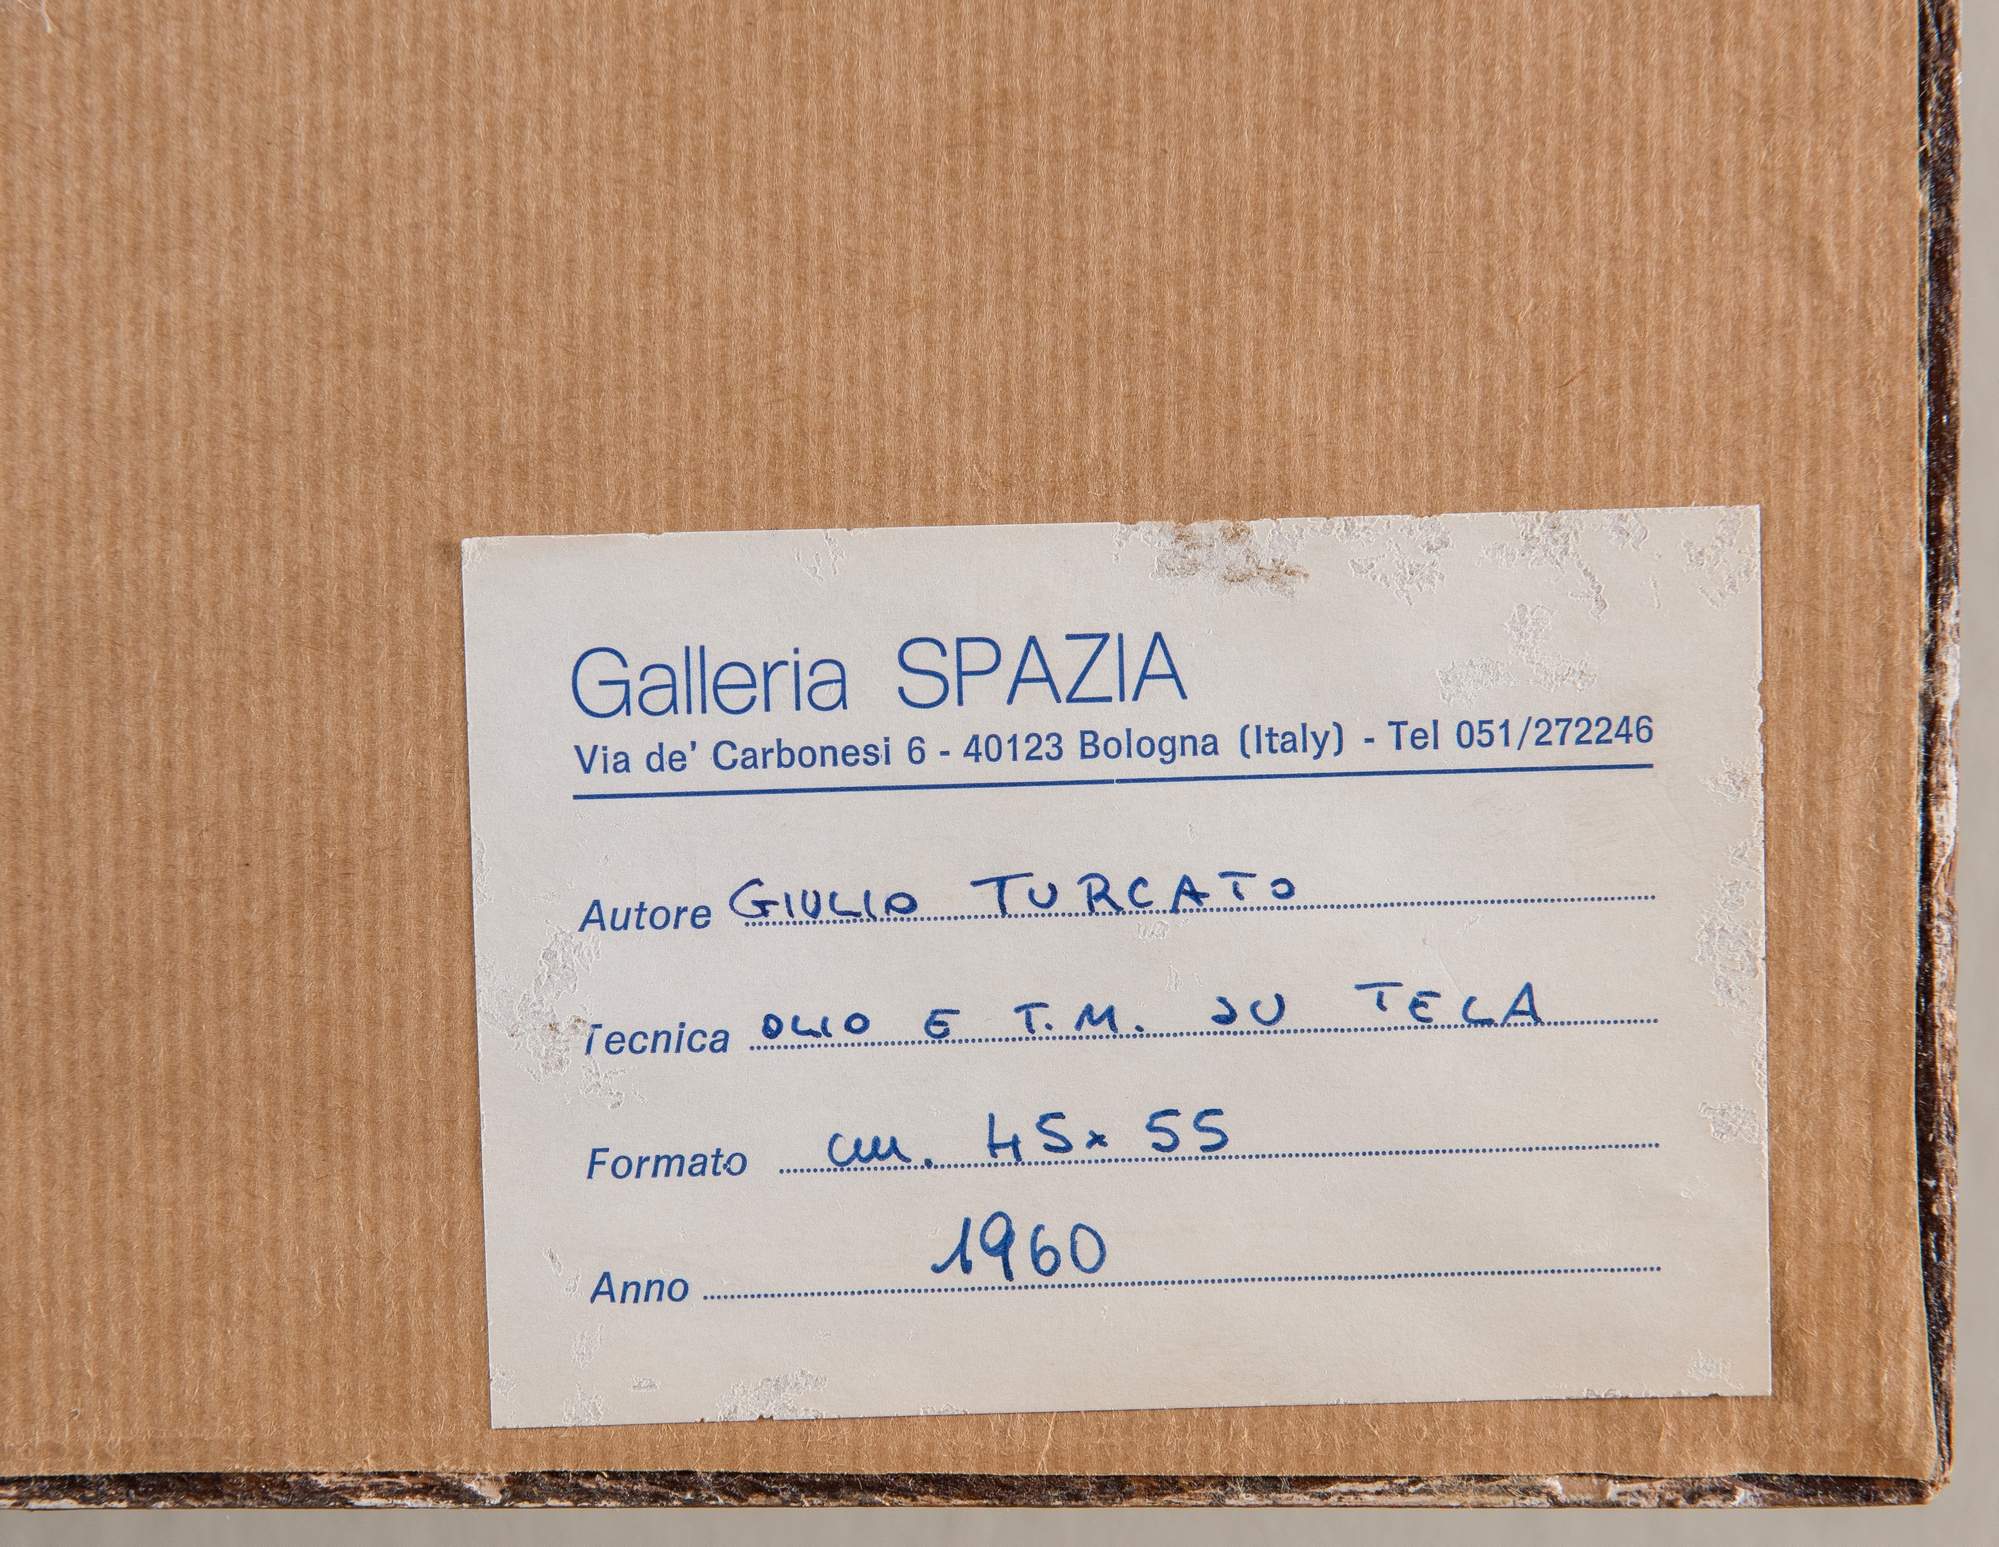 Galleria SPAZIA
Via de' Carbonesi 6 - 40123 Bologna (Italy) - Tel 051/272246
Autore GIULIO TURCATO
Tecnica OLIO E T.M. SU TELA
Formato cm. 45x55
Anno 1960